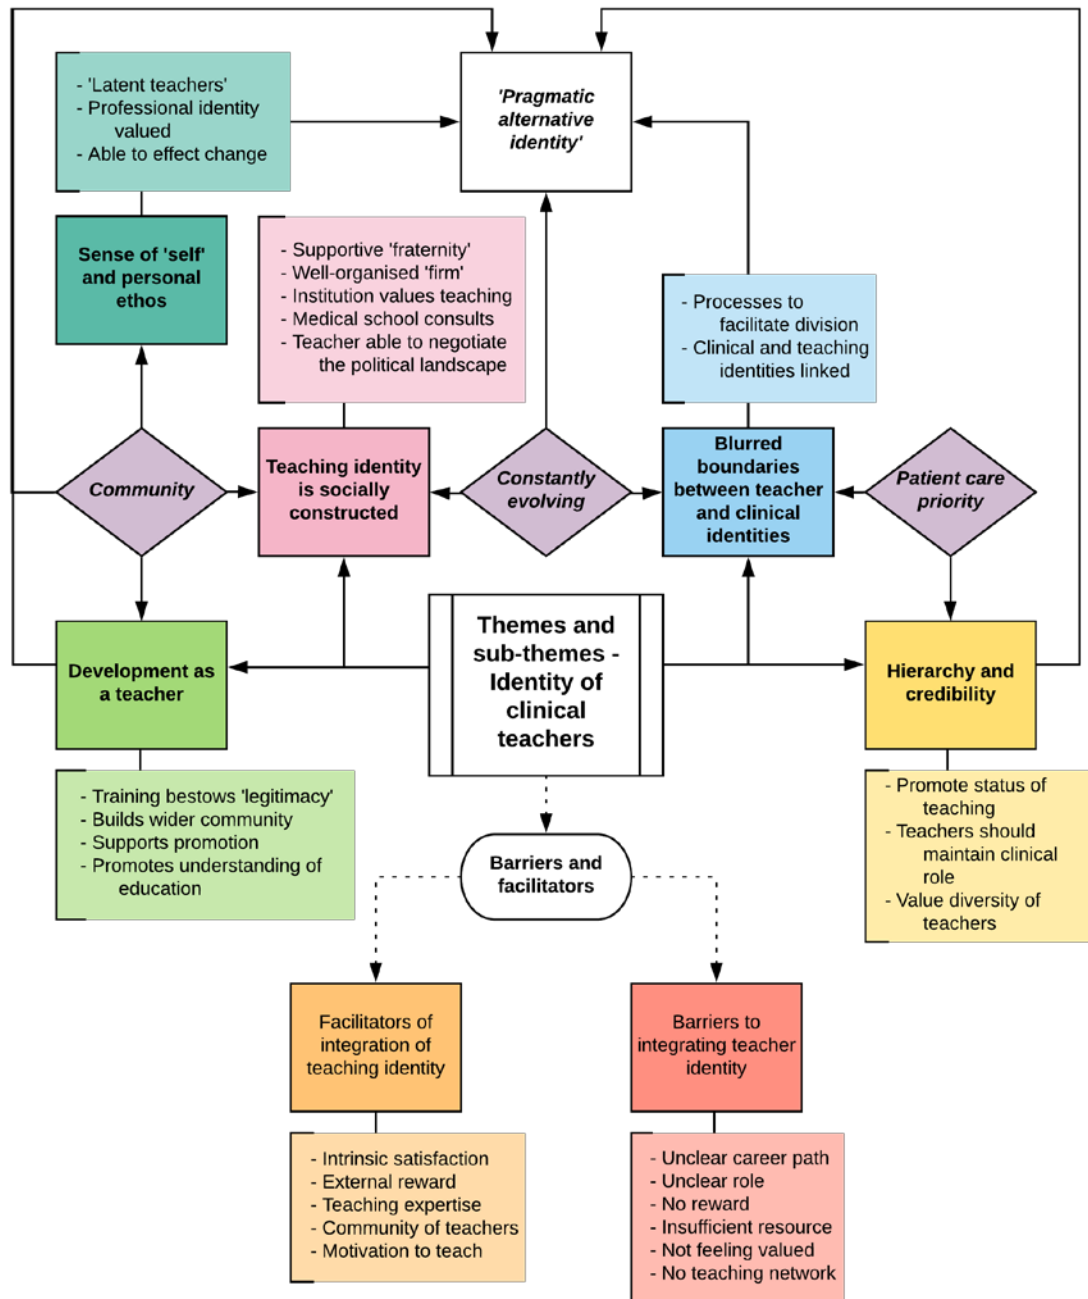 - 'Latent teachers'
- Professional identity
valued
- Able to effect change
'Pragmatic
alternative
identity'
Sense of 'self'
and personal
ethos
- Supportive 'fraternity'
- Well-organised 'firm'
- Institution values teaching
- Medical school consults
- Teacher able to negotiate
the political landscape
- Processes to
facilitate division
- Clinical and teaching
identities linked
Community
Teaching identity
is socially
constructed
Constantly
evolving
Blurred
boundaries
between teacher
and clinical
identities
Patient care
priority
Development as
a teacher
Themes and
sub-themes -
Identity of
clinical
teachers
Hierarchy and
credibility
- Training bestows 'legitimacy'
- Builds wider community
- Supports promotion
- Promotes understanding of
education
- Promote status of
teaching
- Teachers should
maintain clinical
role
- Value diversity of
teachers
Barriers and
facilitators
Facilitators of
integration of
teaching identity
Barriers to
integrating teacher
identity
- Intrinsic satisfaction
- External reward
- Teaching expertise
- Community of teachers
- Motivation to teach
- Unclear career path
- Unclear role
- No reward
- Insufficient resource
- Not feeling valued
- No teaching network